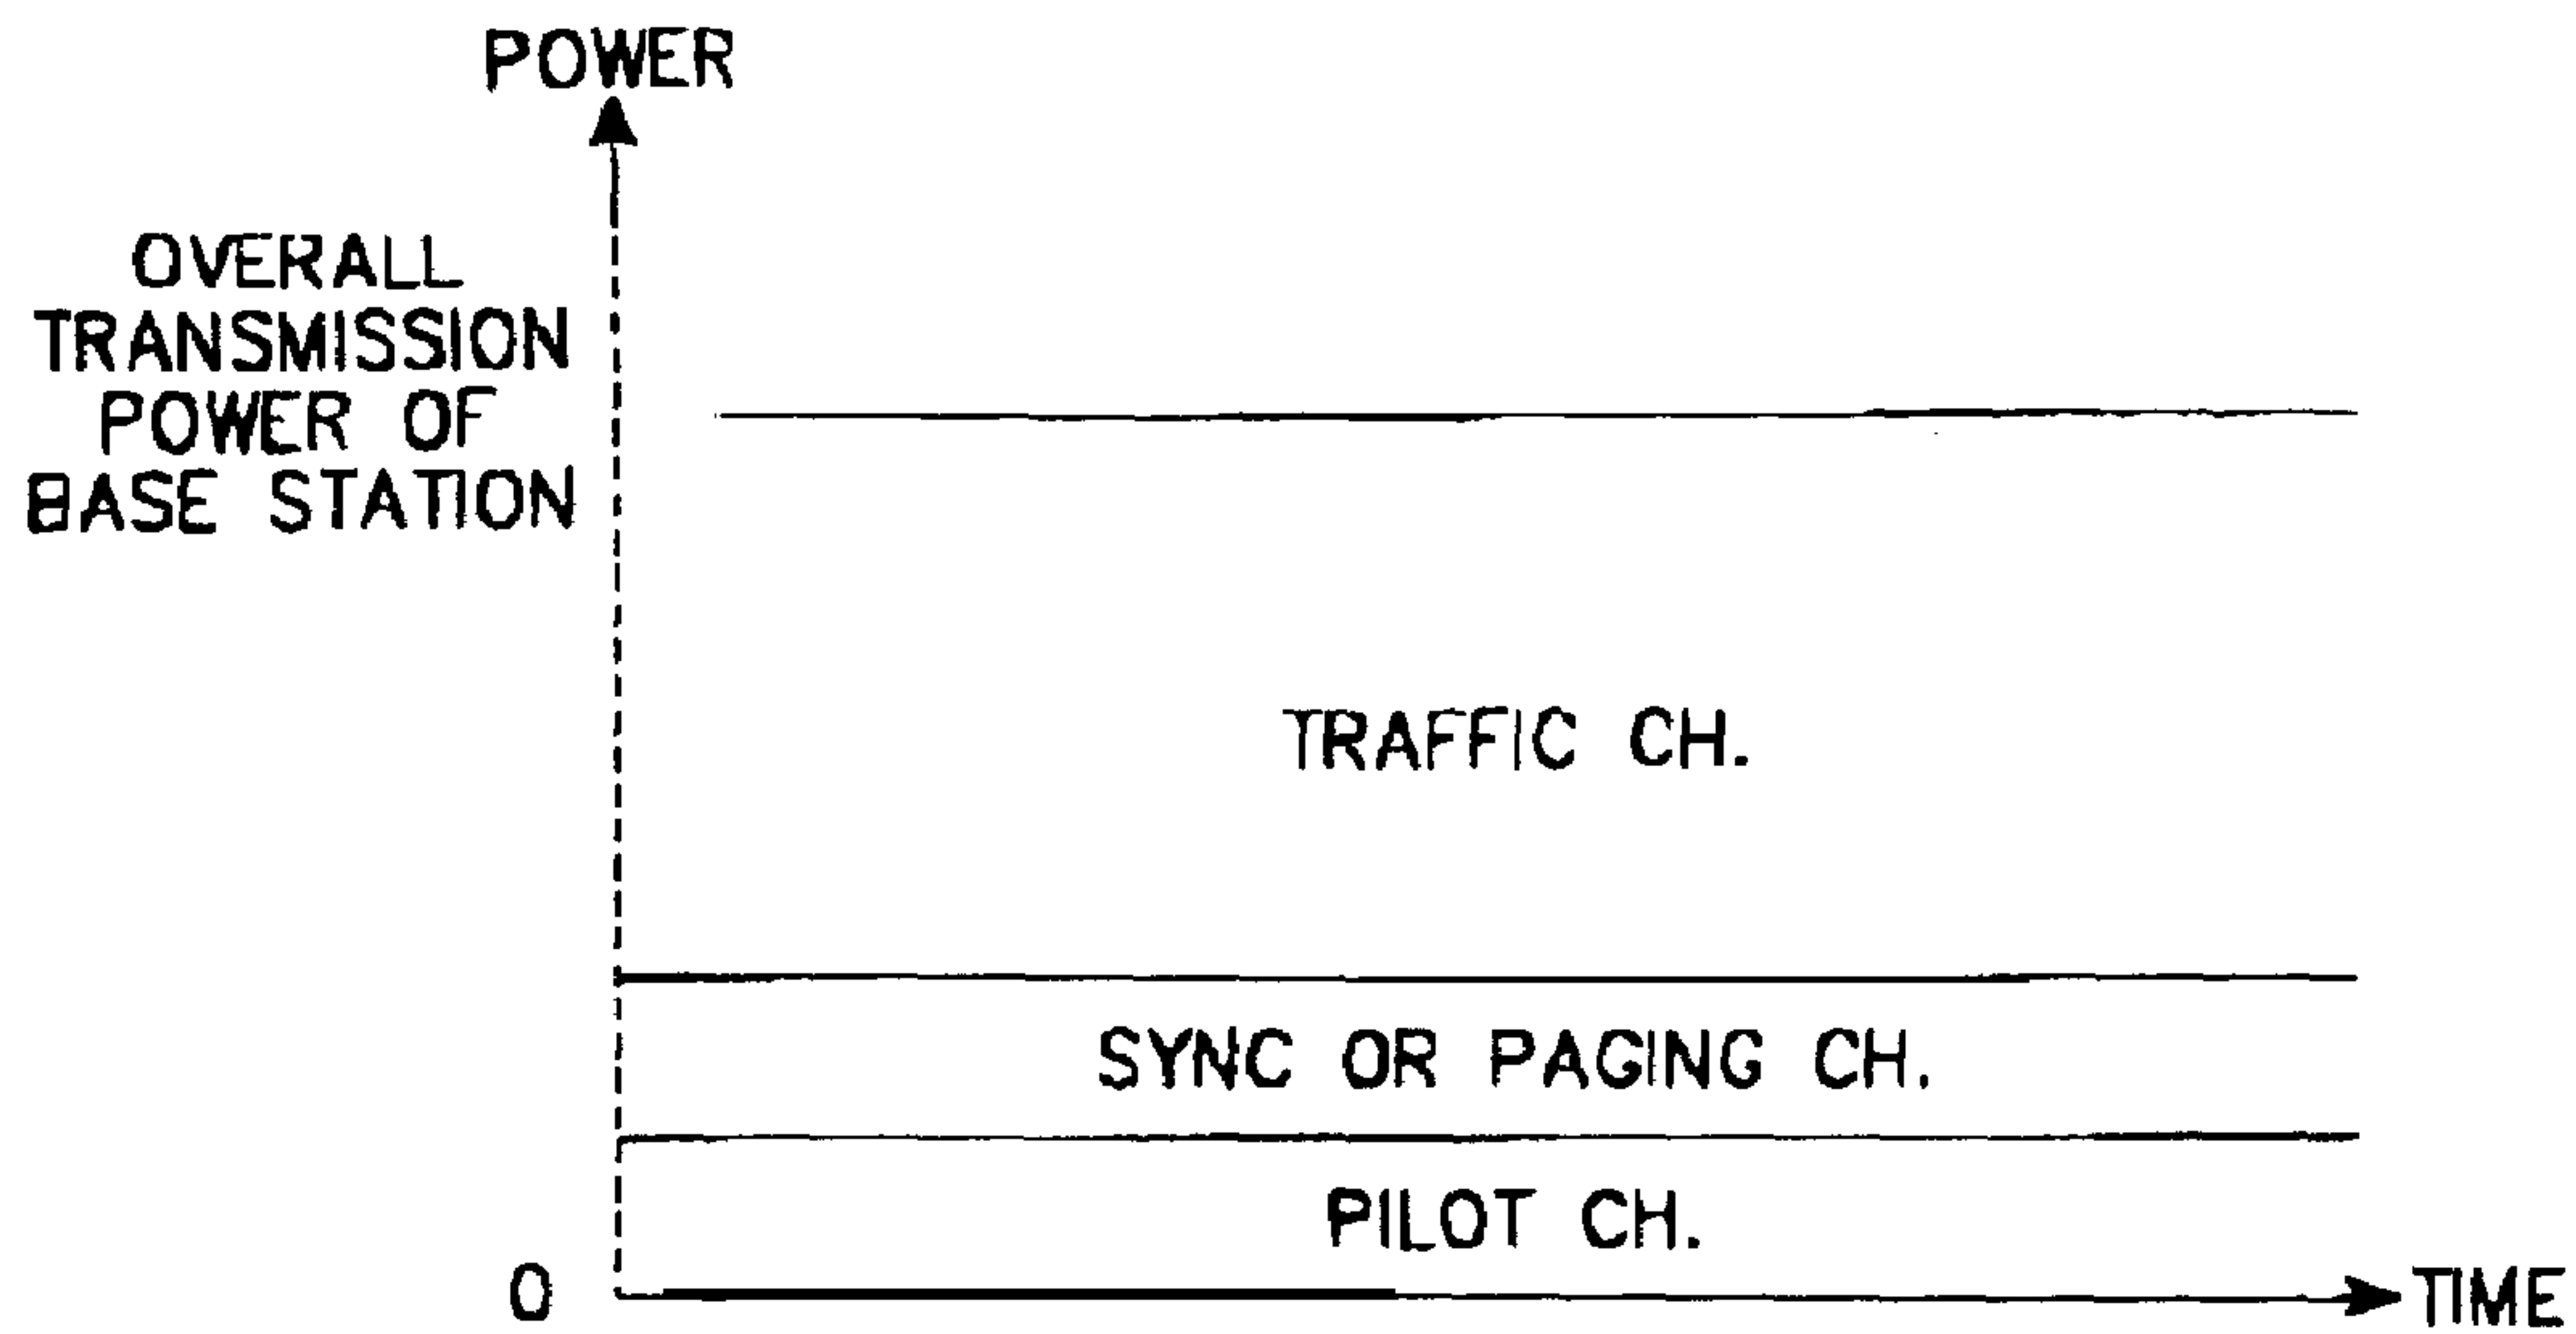 POWER
OVERALL
TRANSMISSION
POWER OF
BASE STATION
TRAFFIC CH.
SYNC OR PAGING CH.
PILOT CH.
0
TIME